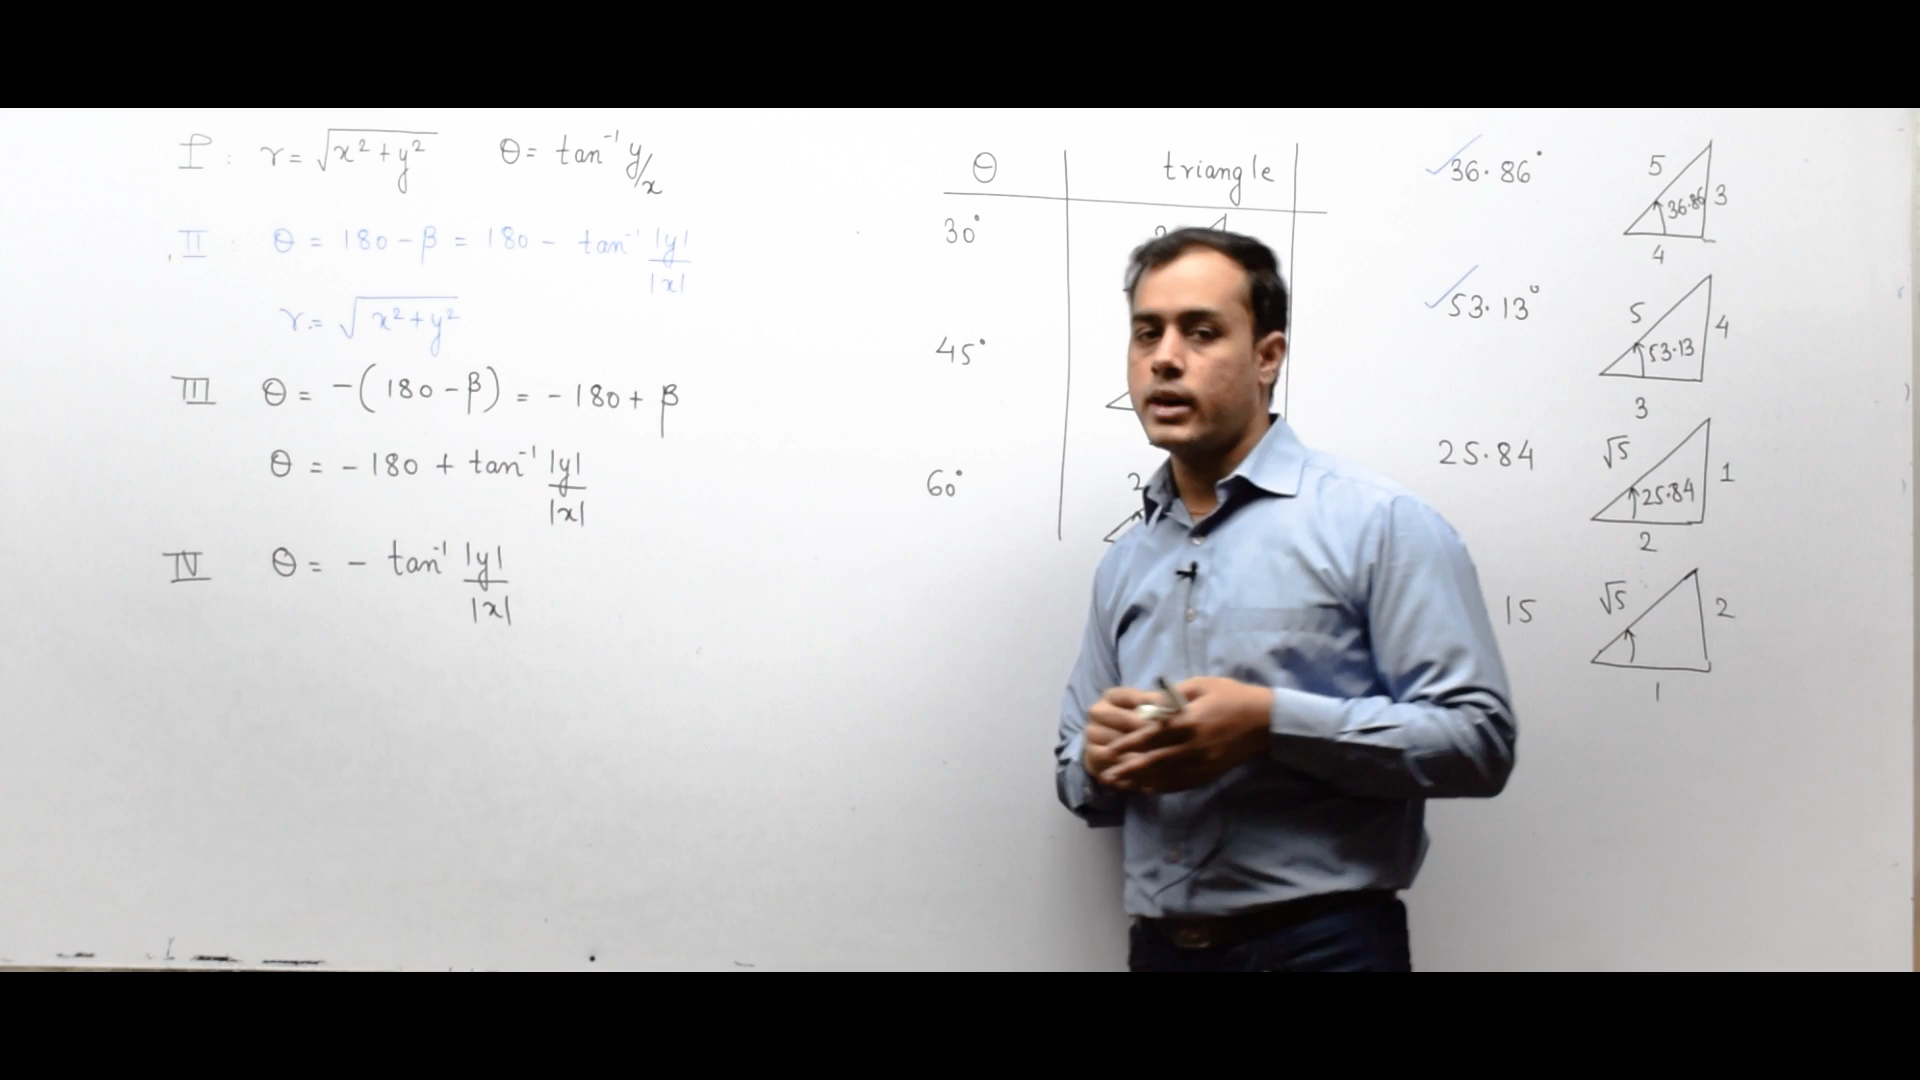 I : r = √x² + y² θ = tan⁻¹ y/x
II : θ = 180 - β = 180 - tan⁻¹ |y|/|x|
r = √x² + y²
III θ = -(180 - β) = -180 + β
θ = -180 + tan⁻¹ |y|/|x|
IV θ = - tan⁻¹ |y|/|x|
θ triangle
30°
45°
60° 2
✓36.86° 5 3 36.86 4
✓53.13° 5 4 53.13 3
25.84 √5 1 25.84 2
15 √5 2 1